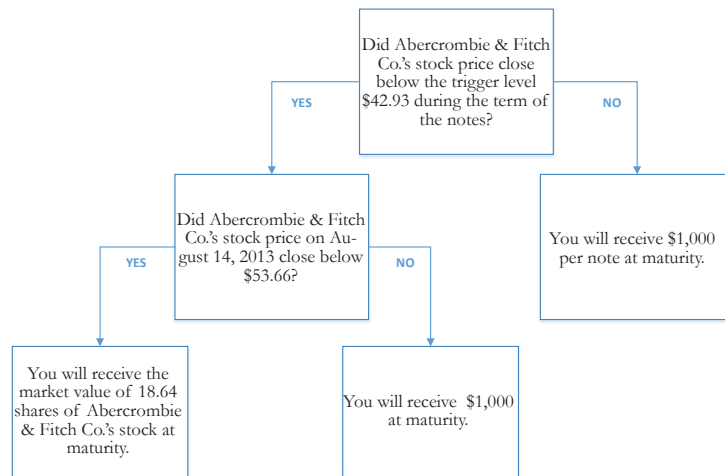 Did Abercrombie & Fitch
Co.'s stock price close
below the trigger level
$42.93 during the term of
the notes?
YES
NO
Did Abercrombie & Fitch
Co.'s stock price on Au-
gust 14, 2013 close below
$53.66?
You will receive $1,000
per note at maturity.
YES
NO
You will receive the
market value of 18.64
shares of Abercrombie
& Fitch Co.'s stock at
maturity.
You will receive $1,000
at maturity.